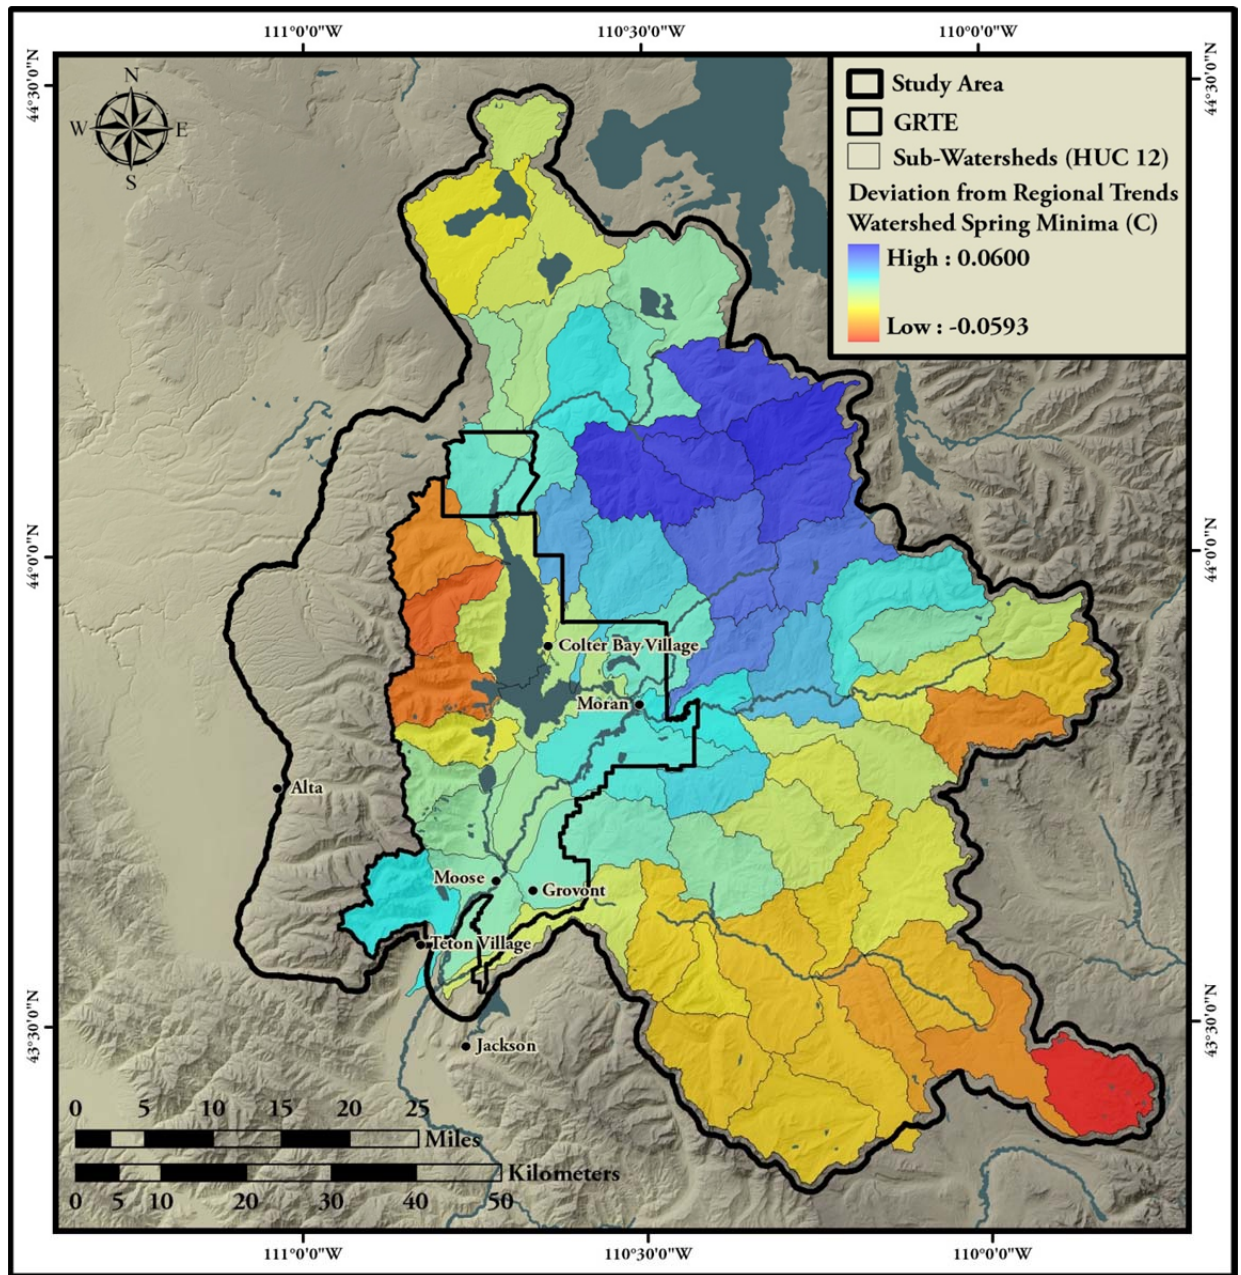 111°0'0"W 110°30'0"W 110°0'0"W
44°30'0"N
44°30'0"N
N
W E
S
Study Area
GRTE
Sub-Watersheds (HUC 12)
Deviation from Regional Trends
Watershed Spring Minima (C)
High : 0.0600
Low : -0.0593
44°0'0"N
44°0'0"N
Colter Bay Village
Moran
Alta
Moose
Grovont
Teton Village
43°30'0"N
43°30'0"N
Jackson
0 5 10 15 20 25
Miles
Kilometers
0 5 10 20 30 40 50
111°0'0"W 110°30'0"W 110°0'0"W